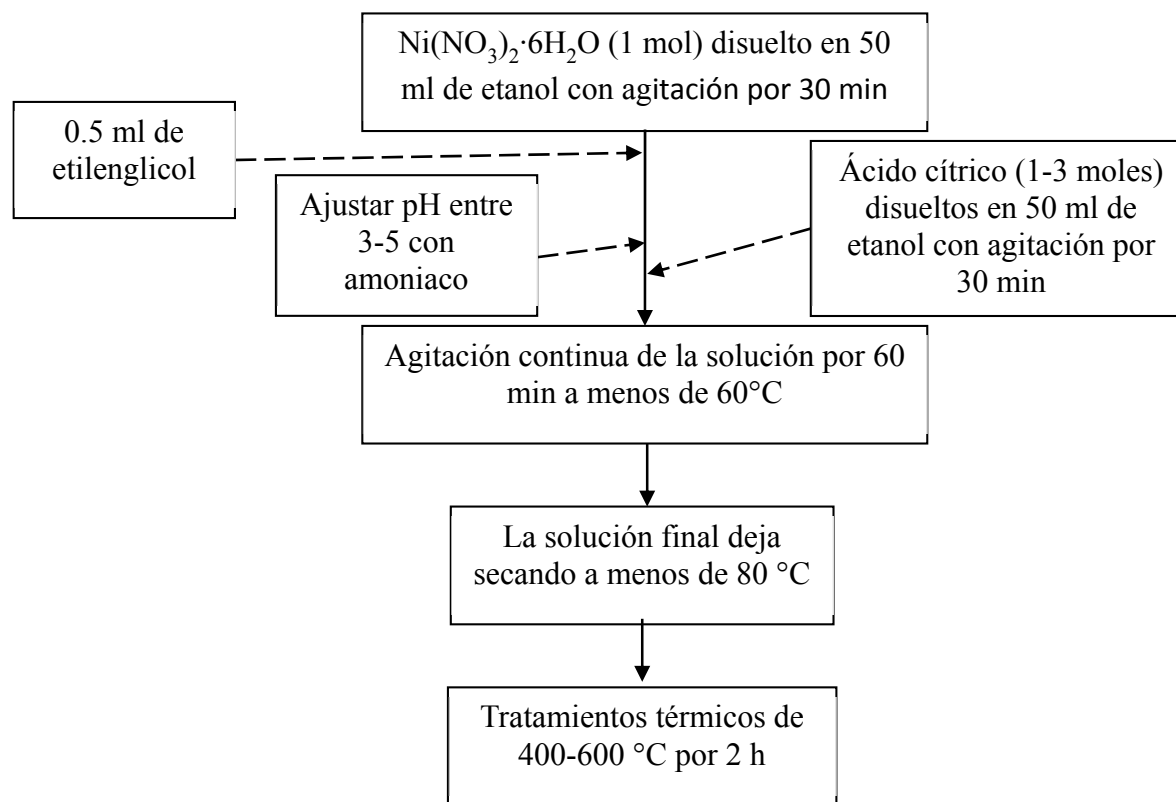 Ni(NO₃)₂·6H₂O (1 mol) disuelto en 50
ml de etanol con agitación por 30 min
0.5 ml de
etilenglicol
Ácido cítrico (1-3 moles)
disueltos en 50 ml de
etanol con agitación por
30 min
Ajustar pH entre
3-5 con
amoniaco
Agitación continua de la solución por 60
min a menos de 60°C
La solución final deja
secando a menos de 80 °C
Tratamientos térmicos de
400-600 °C por 2 h